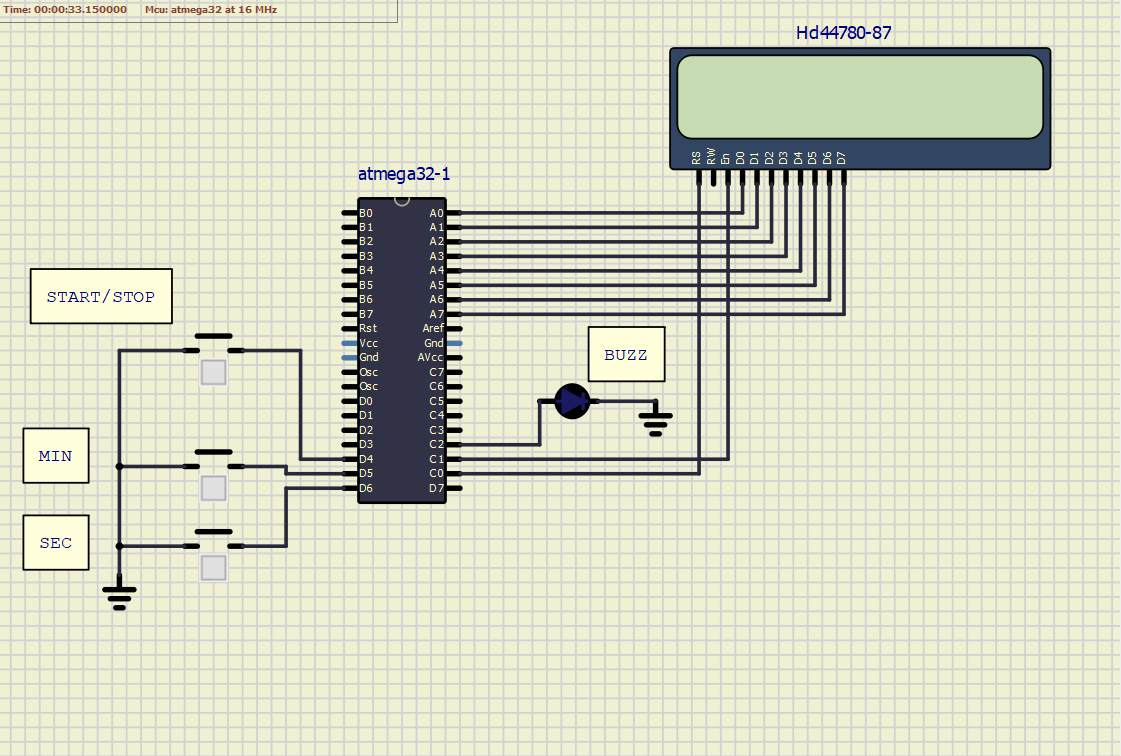 Time: 00:00:33.150000 Mcu: atmega32 at 16 MHz
Hd44780-87
RS RW En D0 D1 D2 D3 D4 D5 D6 D7
atmega32-1
B0 A0
B1 A1
B2 A2
B3 A3
B4 A4
B5 A5
B6 A6
B7 A7
Rst Aref
Vcc Gnd
Gnd AVcc
Osc C7
Osc C6
D0 C5
D1 C4
D2 C3
D3 C2
D4 C1
D5 C0
D6 D7
START/STOP
BUZZ
MIN
SEC